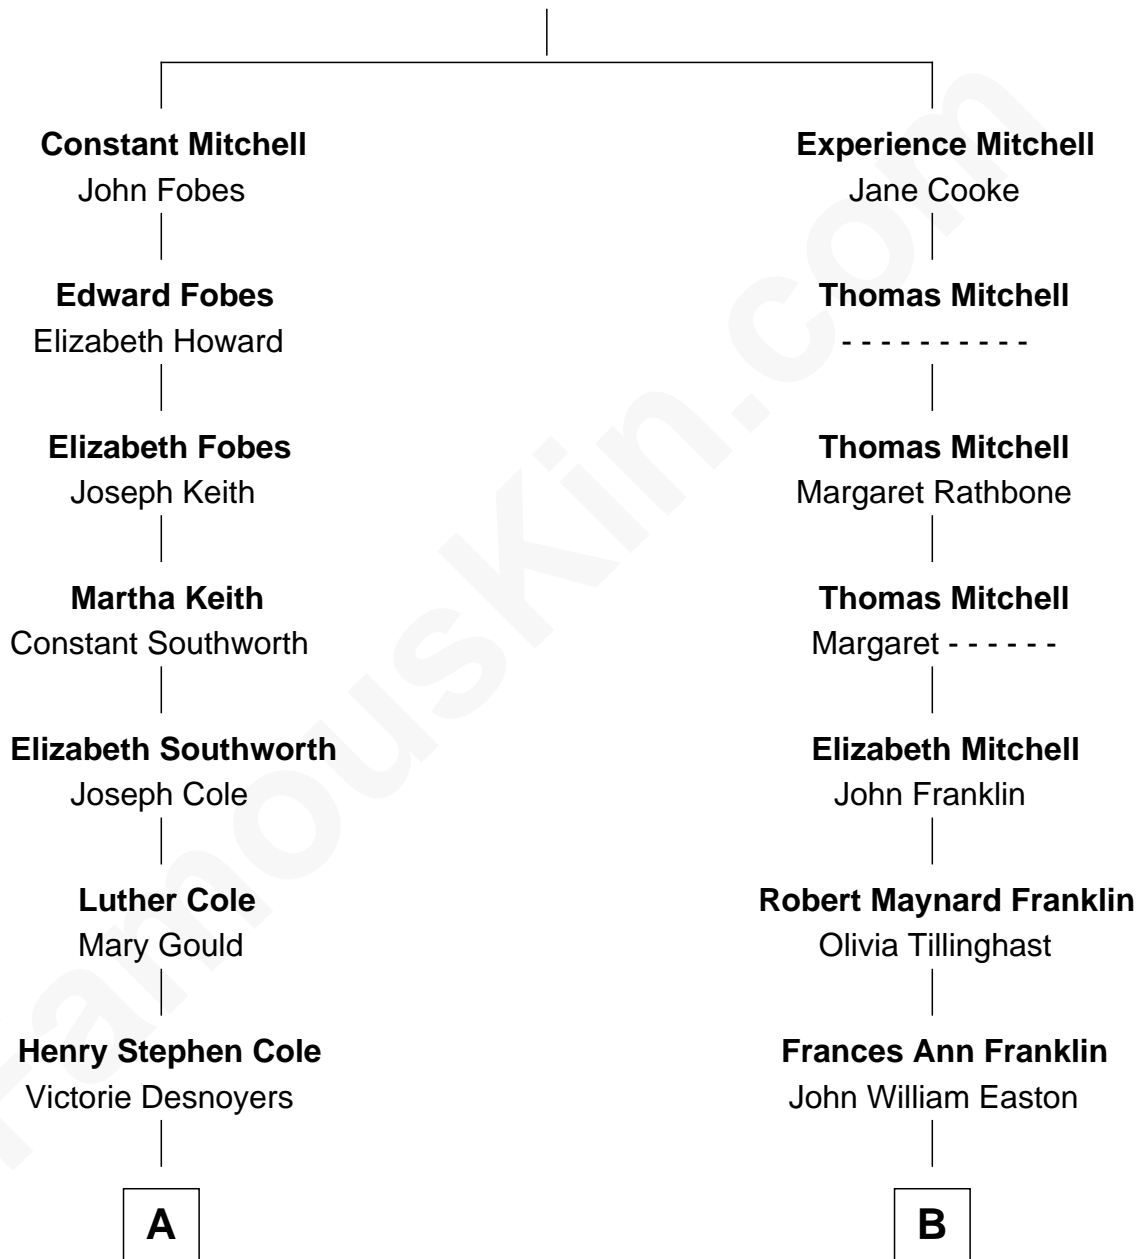 Constant Mitchell
John Fobes
Experience Mitchell
Jane Cooke
Edward Fobes
Elizabeth Howard
Thomas Mitchell
- - - - - - - - - -
Elizabeth Fobes
Joseph Keith
Thomas Mitchell
Margaret Rathbone
Martha Keith
Constant Southworth
Thomas Mitchell
Margaret - - - - - -
Elizabeth Southworth
Joseph Cole
Elizabeth Mitchell
John Franklin
Luther Cole
Mary Gould
Robert Maynard Franklin
Olivia Tillinghast
Henry Stephen Cole
Victorie Desnoyers
Frances Ann Franklin
John William Easton
A
B
FamousKin.com